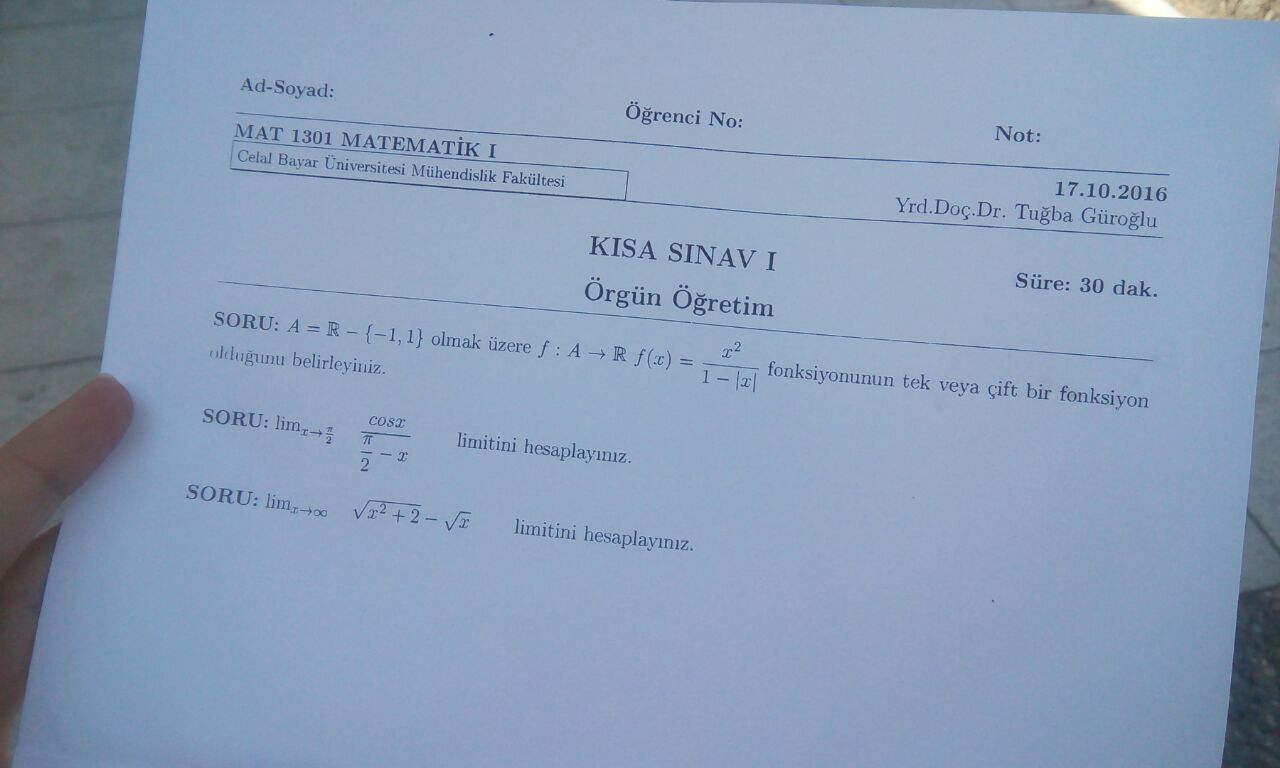 Ad-Soyad: Öğrenci No: Not:
MAT 1301 MATEMATİK I
Celal Bayar Üniversitesi Mühendislik Fakültesi
17.10.2016
Yrd.Doç.Dr. Tuğba Güroğlu
KISA SINAV I
Süre: 30 dak.
Örgün Öğretim
SORU: A = ℝ − {−1, 1} olmak üzere f : A → ℝ f(x) = x²/(1 − |x|) fonksiyonunun tek veya çift bir fonksiyon
olduğunu belirleyiniz.
SORU: lim x→π/2 cosx/(π/2 − x) limitini hesaplayınız.
SORU: lim x→∞ √(x² + 2) − √x limitini hesaplayınız.